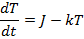 dT/dt = J − kT